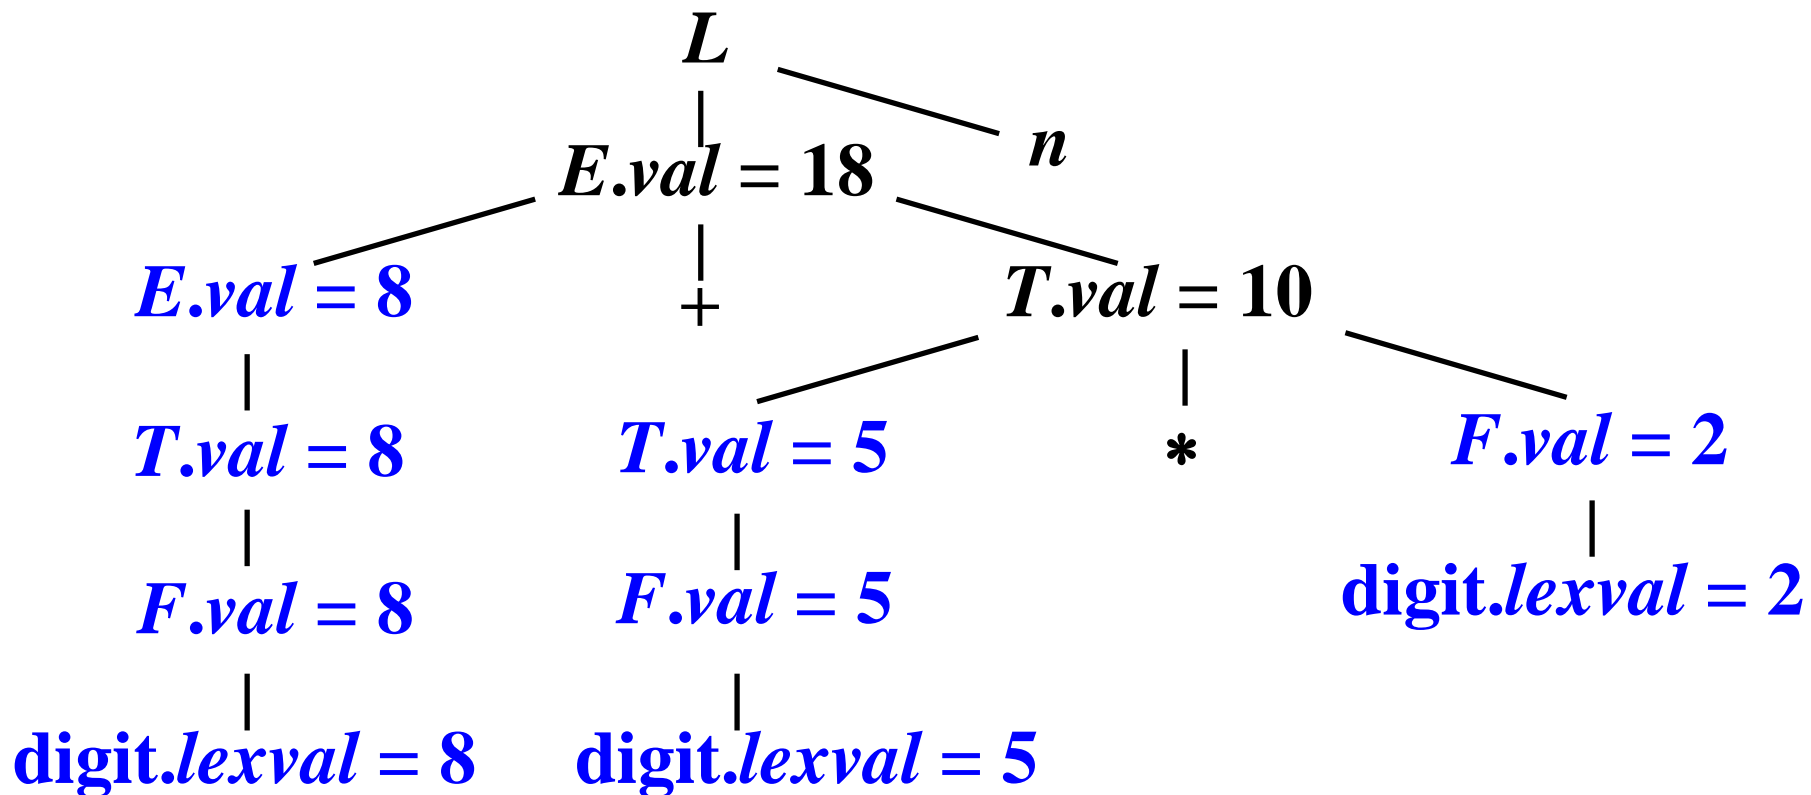 L
n
E.val = 18
E.val = 8 + T.val = 10
T.val = 8 T.val = 5 * F.val = 2
F.val = 8 F.val = 5 digit.lexval = 2
digit.lexval = 8 digit.lexval = 5